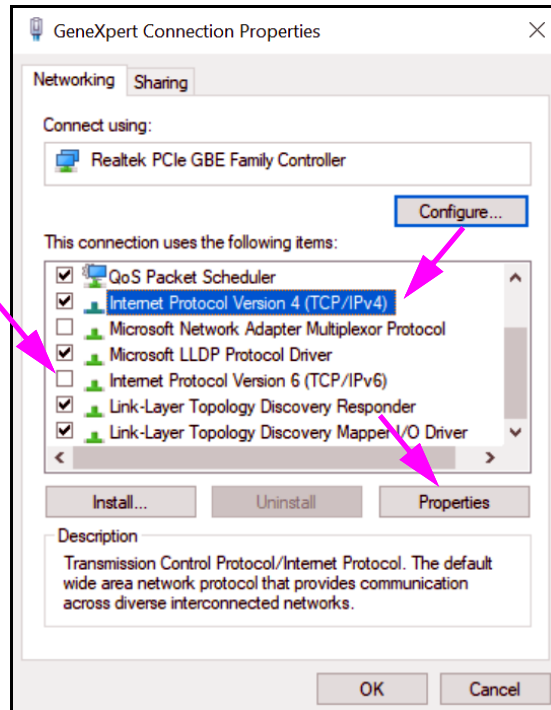 GeneXpert Connection Properties
Networking Sharing
Connect using:
Realtek PCIe GBE Family Controller
Configure...
This connection uses the following items:
QoS Packet Scheduler
Internet Protocol Version 4 (TCP/IPv4)
Microsoft Network Adapter Multiplexor Protocol
Microsoft LLDP Protocol Driver
Internet Protocol Version 6 (TCP/IPv6)
Link-Layer Topology Discovery Responder
Link-Layer Topology Discovery Mapper I/O Driver
Install... Uninstall Properties
Description
Transmission Control Protocol/Internet Protocol. The default
wide area network protocol that provides communication
across diverse interconnected networks.
OK Cancel